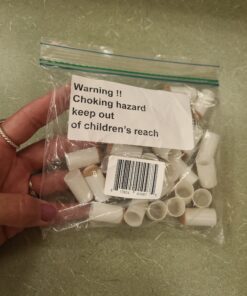 Warning !!
Choking hazard
keep out
of children's reach